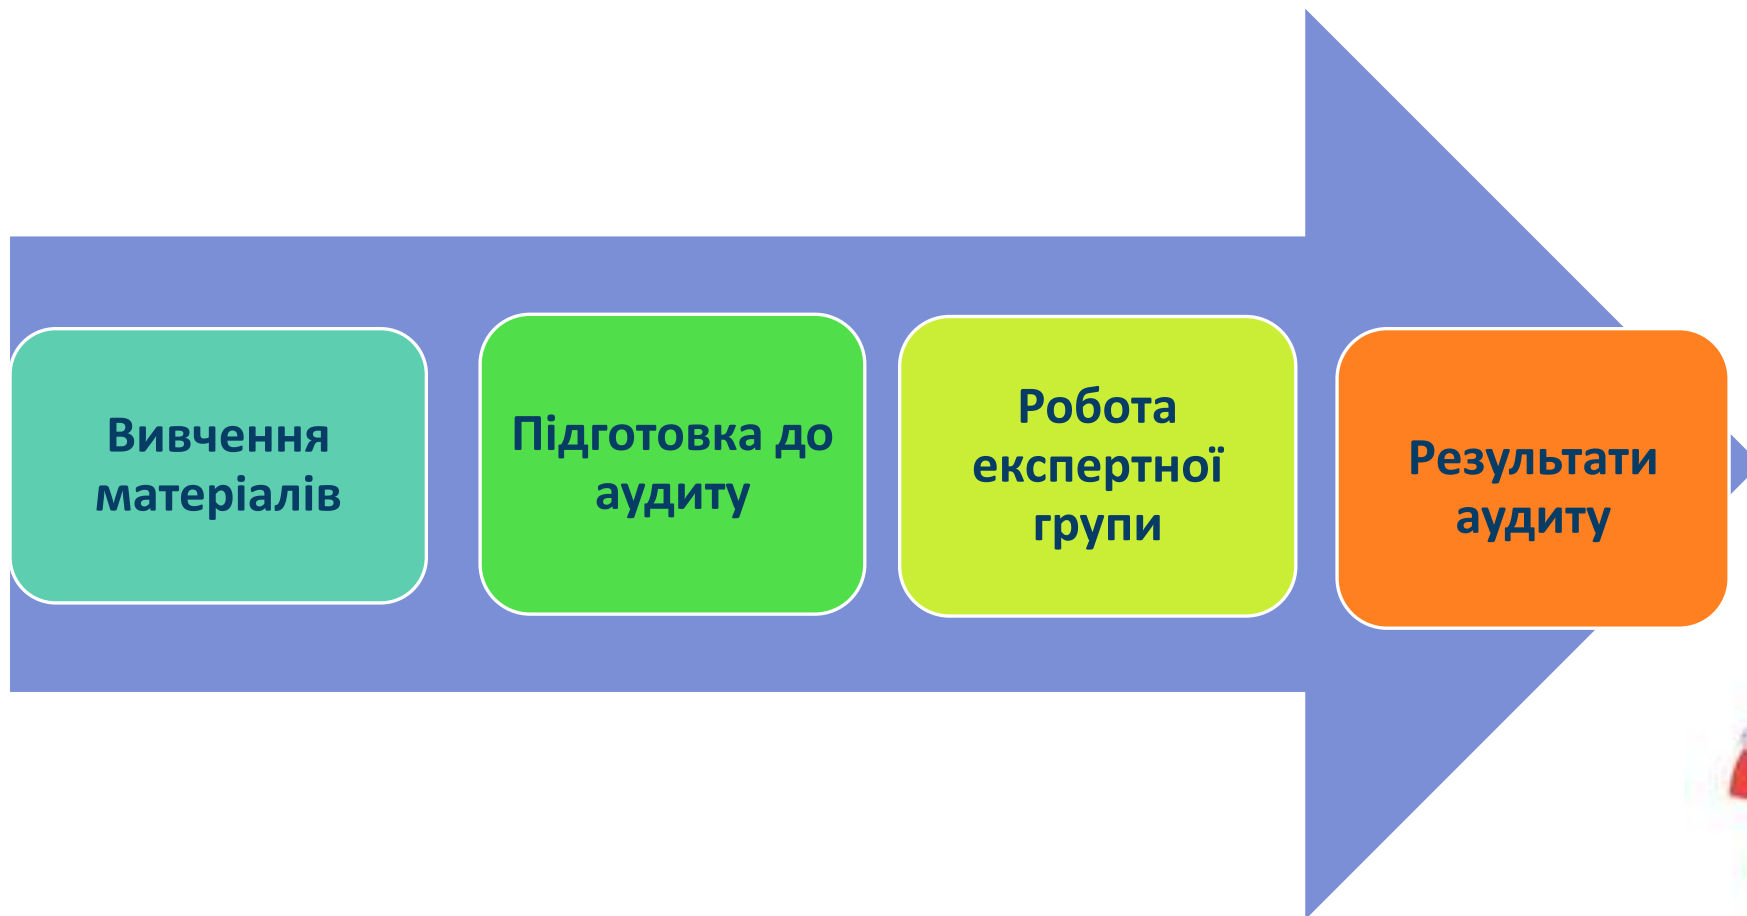 Вивчення
матеріалів
Підготовка до
аудиту
Робота
експертної
групи
Результати
аудиту